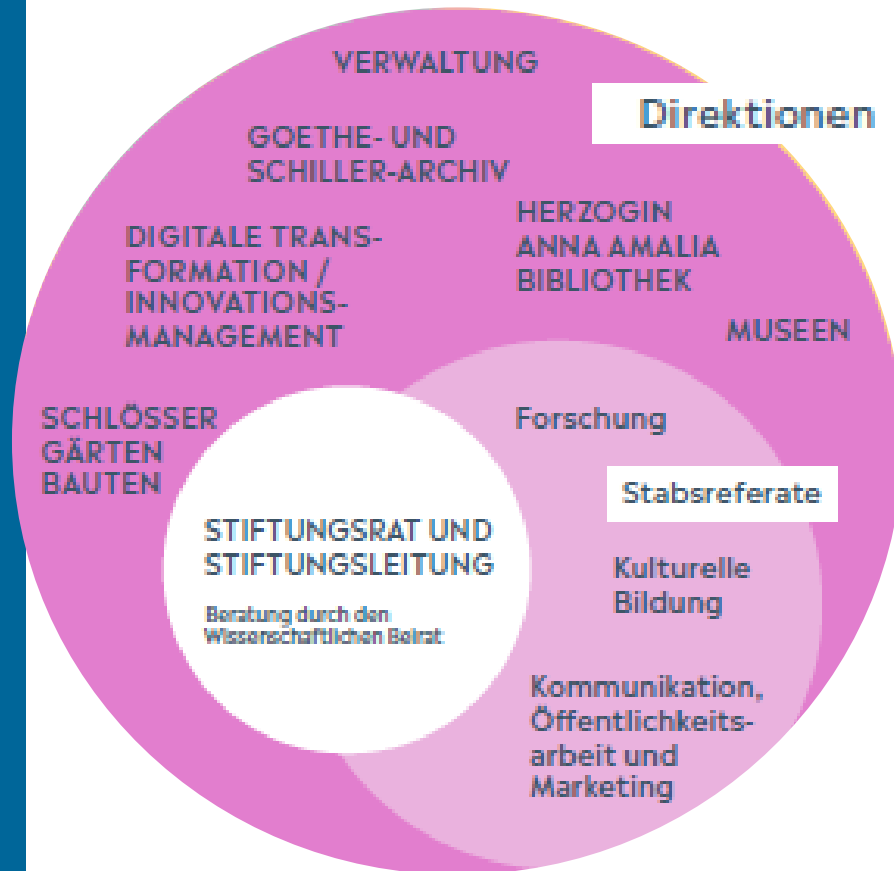 VERWALTUNG
Direktionen
GOETHE- UND
SCHILLER-ARCHIV
HERZOGIN
ANNA AMALIA
BIBLIOTHEK
DIGITALE TRANS-
FORMATION /
INNOVATIONS-
MANAGEMENT
MUSEEN
SCHLÖSSER
GÄRTEN
BAUTEN
Forschung
Stabsreferate
STIFTUNGSRAT UND
STIFTUNGSLEITUNG
Beratung durch den
Wissenschaftlichen Beirat
Kulturelle
Bildung
Kommunikation,
Öffentlichkeits-
arbeit und
Marketing